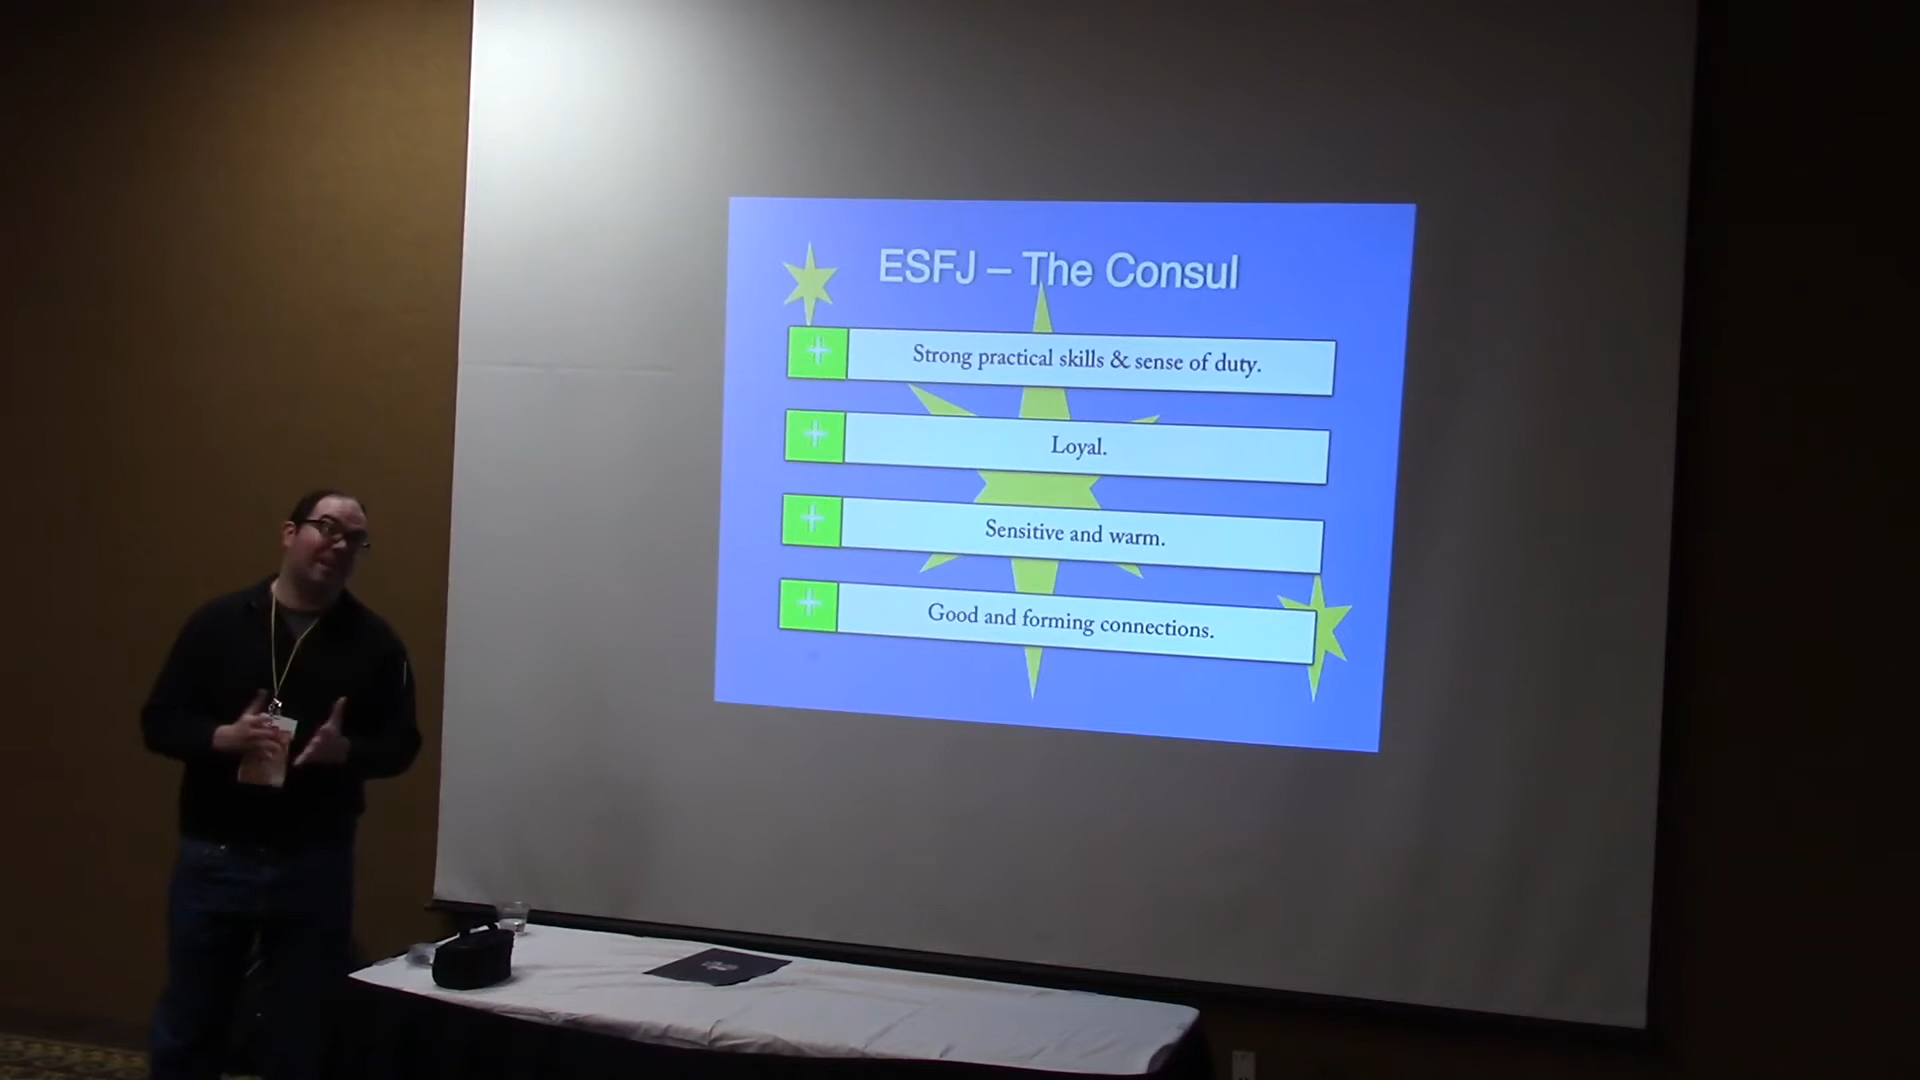 ESFJ – The Consul
Strong practical skills & sense of duty.
Loyal.
Sensitive and warm.
Good and forming connections.